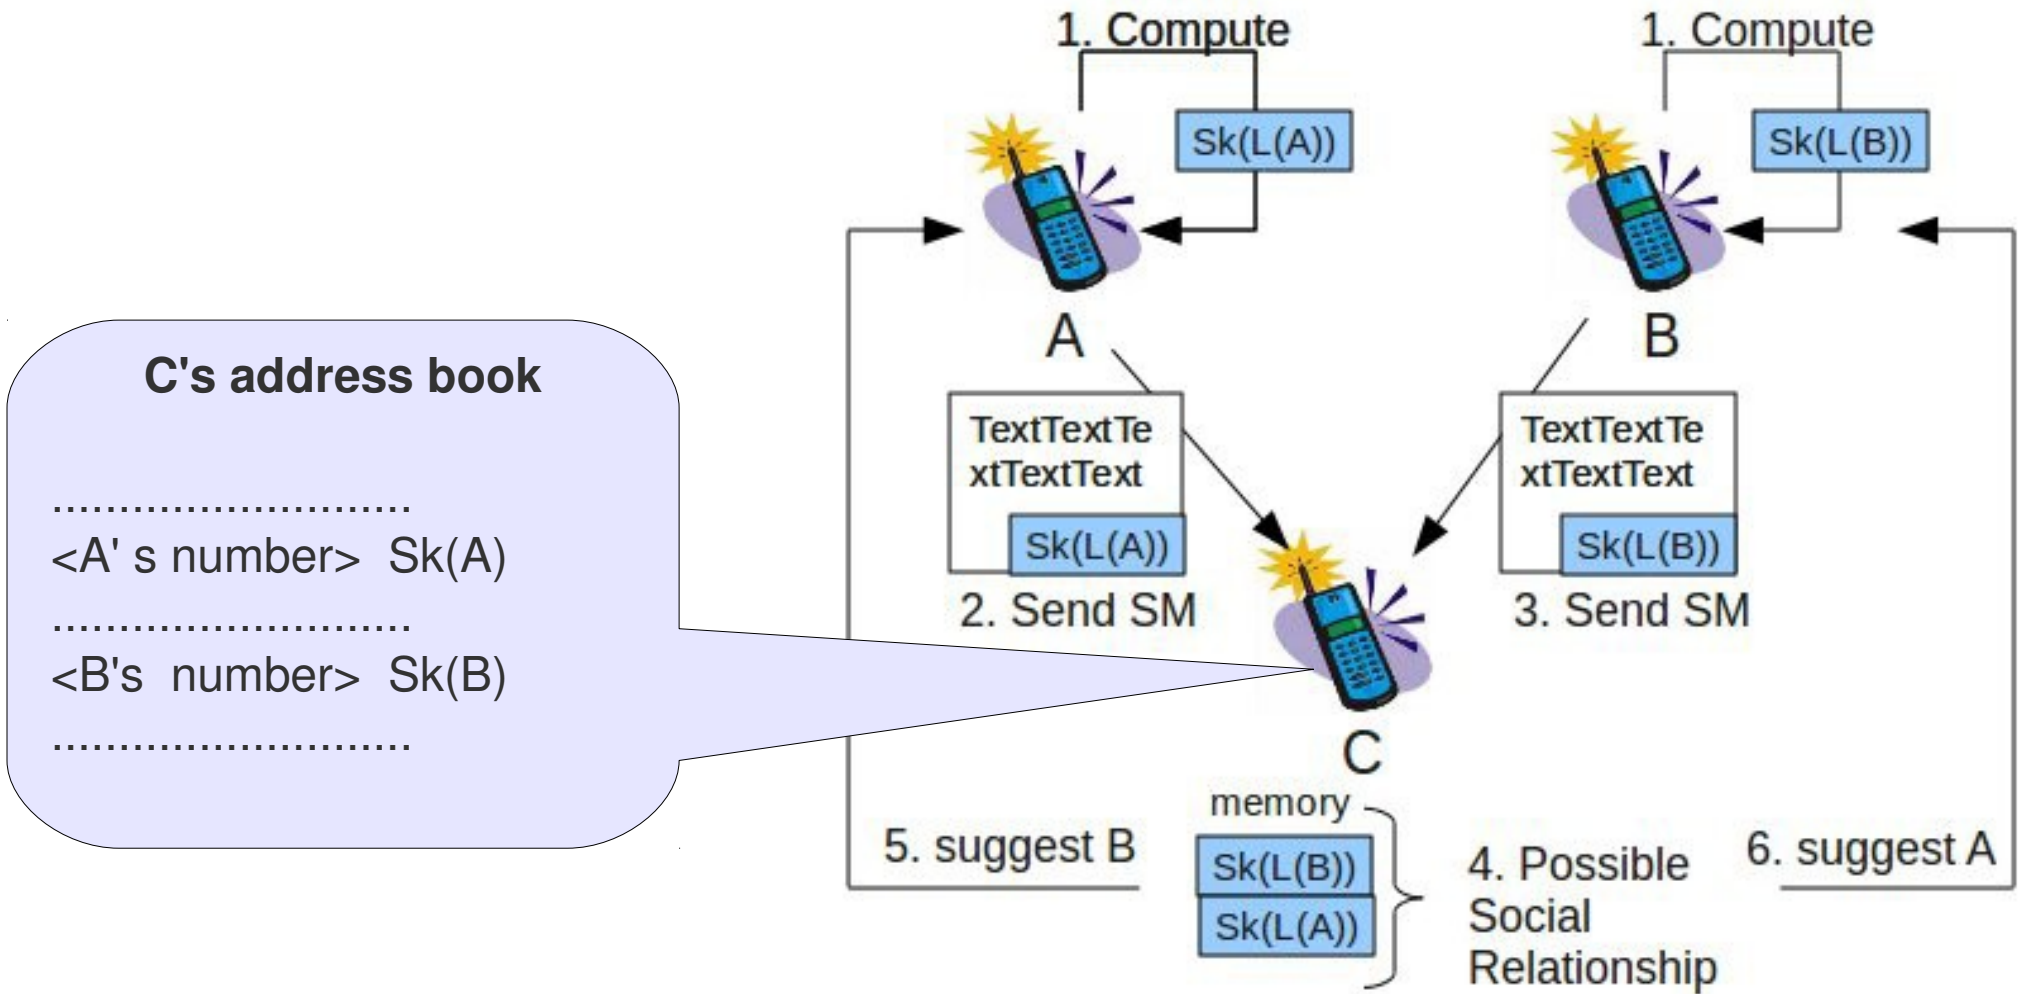 1. Compute
1. Compute
Sk(L(A))
Sk(L(B))
A
B
C's address book
...........................
<A' s number> Sk(A)
...........................
<B's number> Sk(B)
...........................
TextTextTe
xtTextText
Sk(L(A))
2. Send SM
TextTextTe
xtTextText
Sk(L(B))
3. Send SM
C
memory
Sk(L(B))
Sk(L(A))
4. Possible
Social
Relationship
5. suggest B
6. suggest A